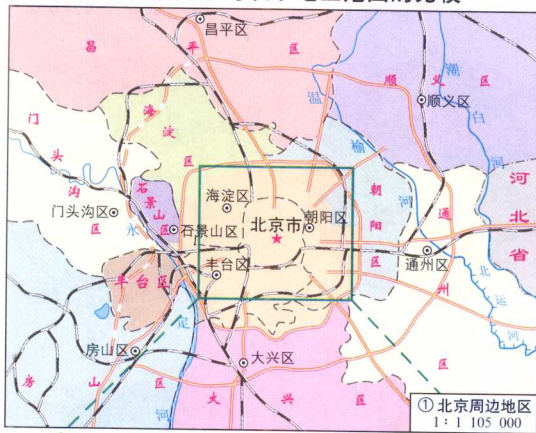 昌平区
昌平区
顺义区
顺义区
潮白河
温榆河
海淀区
门头沟区
门头沟区
石景山区
石景山区
海淀区
朝阳区
朝阳区
北京市
河北省
通州区
通州区
北运河
丰台区
丰台区
永定河
房山区
房山区
大兴区
大兴区
①北京周边地区
1:1 105 000